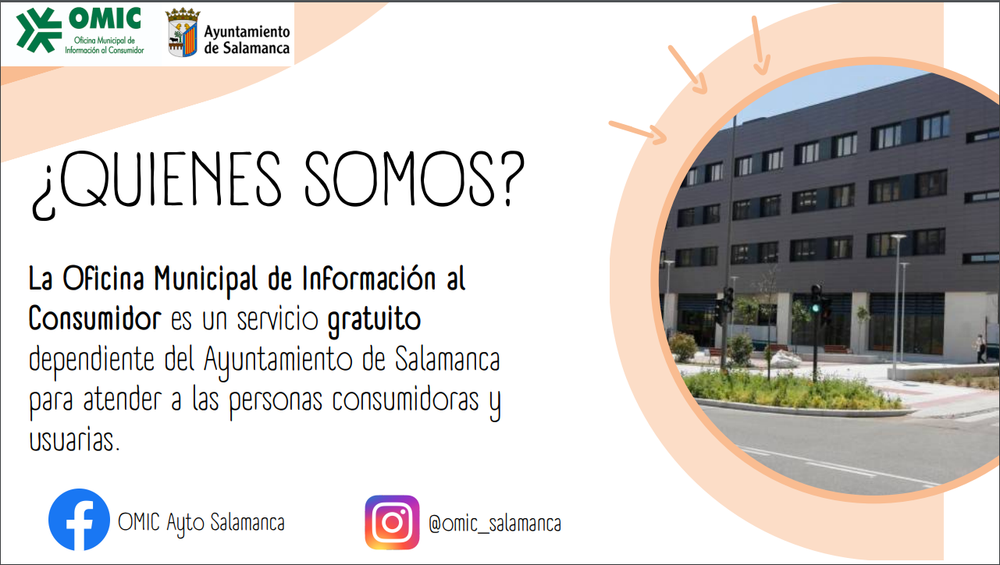 OMIC
Oficina Municipal de
Información al Consumidor
Ayuntamiento
de Salamanca
¿QUIENES SOMOS?
La Oficina Municipal de Información al
Consumidor es un servicio gratuito
dependiente del Ayuntamiento de Salamanca
para atender a las personas consumidoras y
usuarias.
OMIC Ayto Salamanca
@omic_salamanca